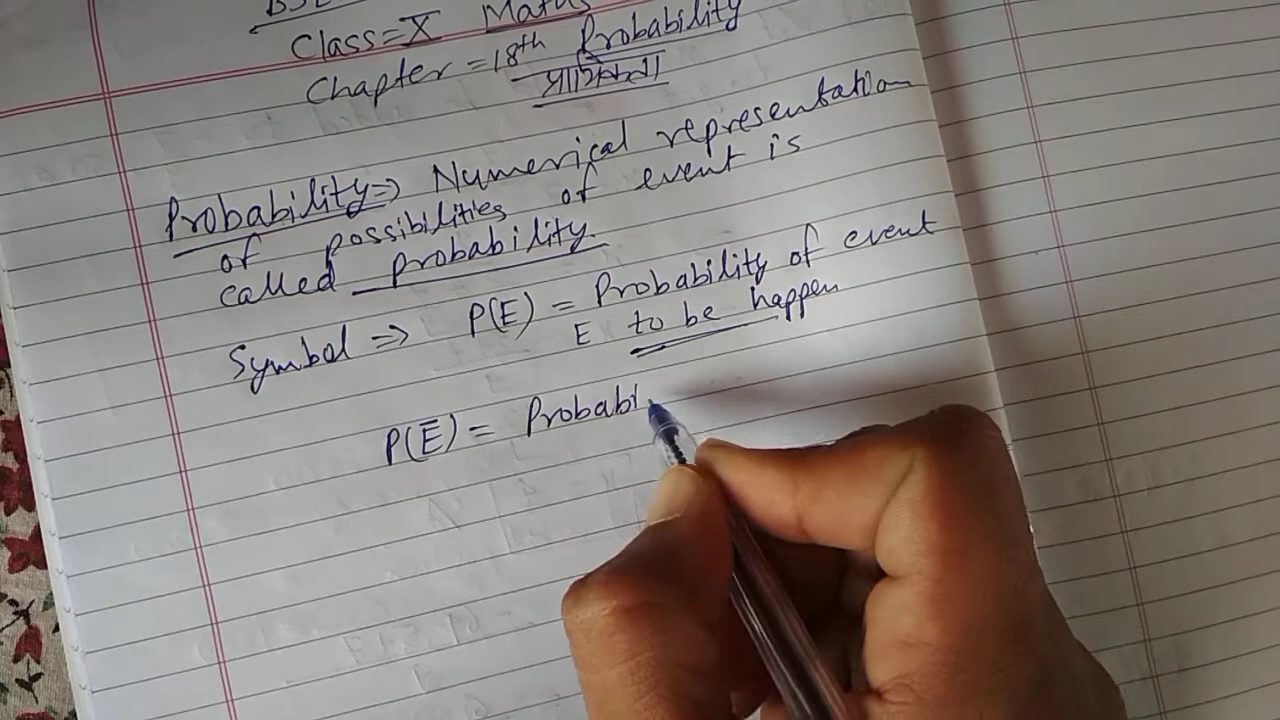 Class=X Maths
Chapter = 18th Probability
प्रायिकता
Probability=> Numerical representation
of possibilities of event is
called probability.
Symbol => P(E) = Probability of event
E to be happen
P(Ē) = Probabi